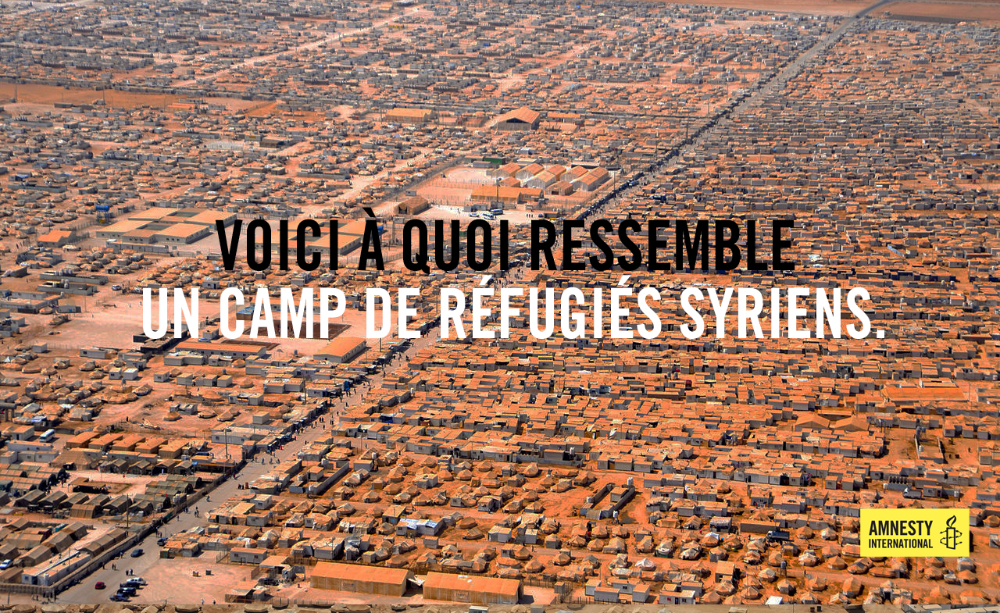 VOICI À QUOI RESSEMBLE
UN CAMP DE RÉFUGIÉS SYRIENS.
AMNESTY
INTERNATIONAL